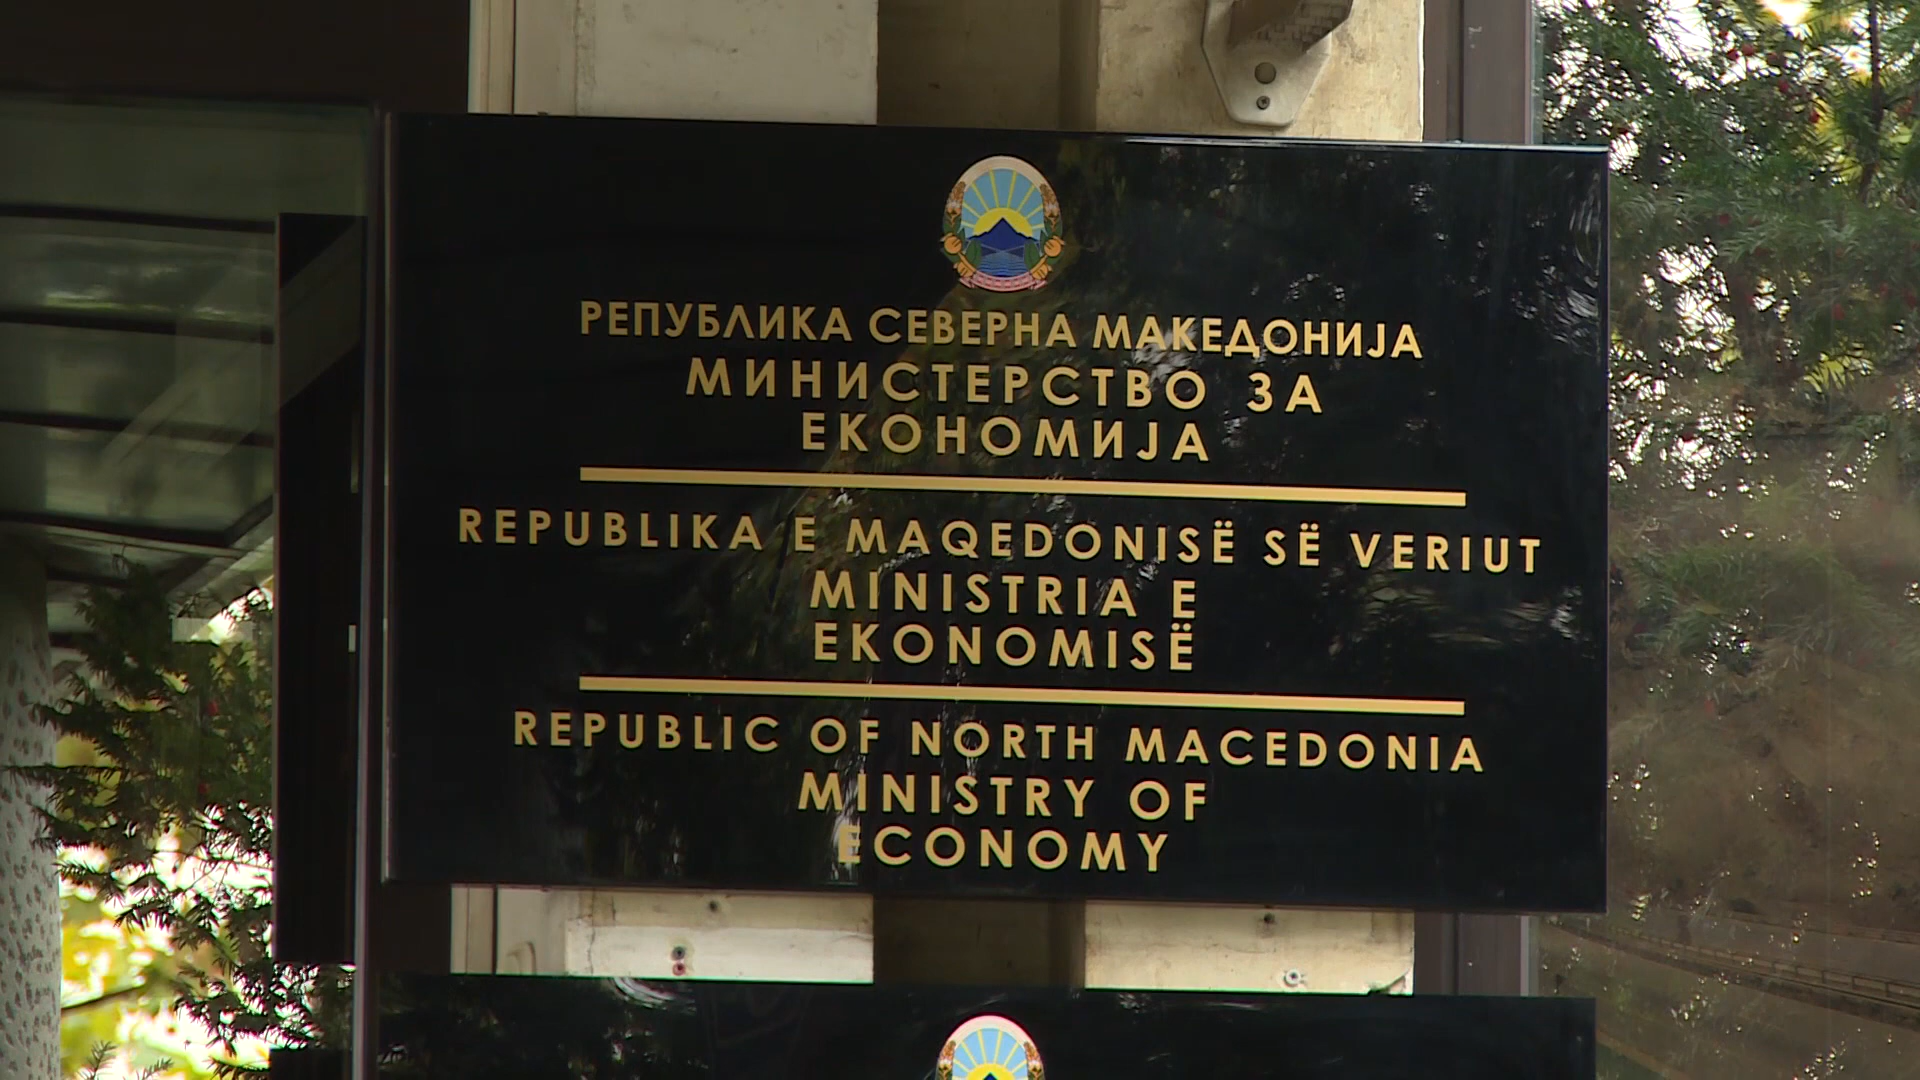 РЕПУБЛИКА СЕВЕРНА МАКЕДОНИЈА
МИНИСТЕРСТВО ЗА
ЕКОНОМИЈА
REPUBLIKA E MAQEDONISË SË VERIUT
MINISTRIA E
EKONOMISË
REPUBLIC OF NORTH MACEDONIA
MINISTRY OF
ECONOMY